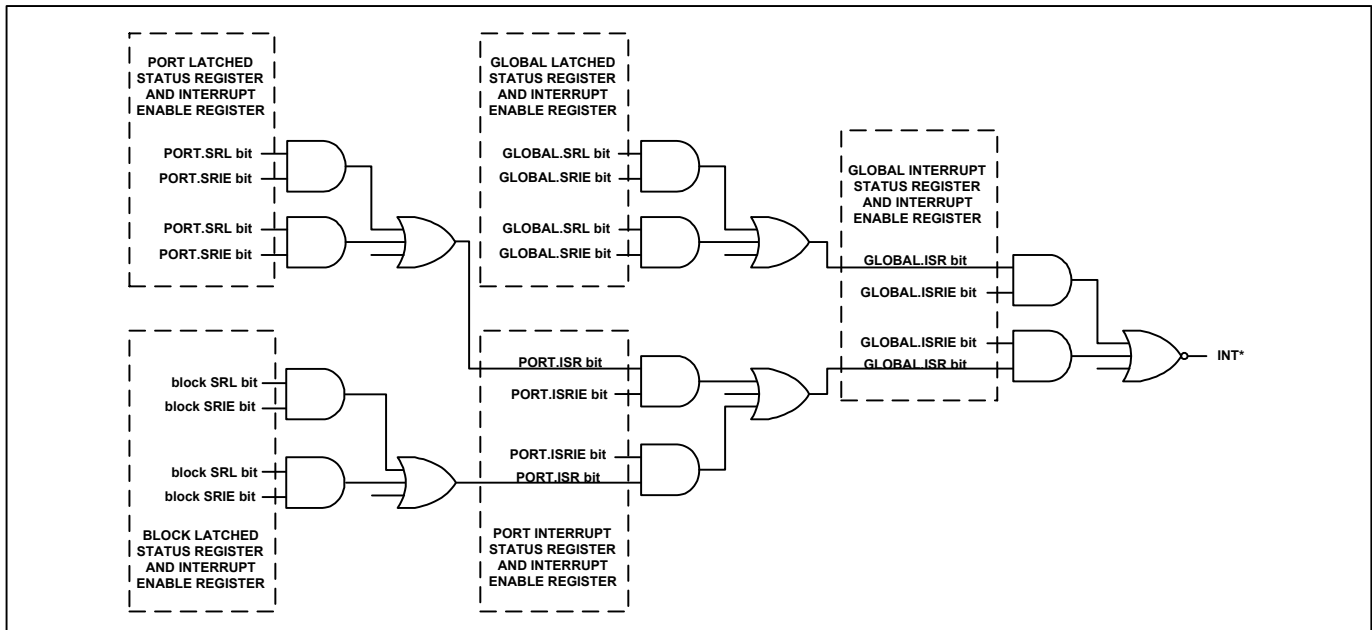 PORT LATCHED
STATUS REGISTER
AND INTERRUPT
ENABLE REGISTER
PORT.SRL bit
PORT.SRIE bit
PORT.SRL bit
PORT.SRIE bit
GLOBAL LATCHED
STATUS REGISTER
AND INTERRUPT
ENABLE REGISTER
GLOBAL.SRL bit
GLOBAL.SRIE bit
GLOBAL.SRL bit
GLOBAL.SRIE bit
GLOBAL INTERRUPT
STATUS REGISTER
AND INTERRUPT
ENABLE REGISTER
GLOBAL.ISR bit
GLOBAL.ISRIE bit
GLOBAL.ISRIE bit
GLOBAL.ISR bit
INT*
block SRL bit
block SRIE bit
block SRL bit
block SRIE bit
BLOCK LATCHED
STATUS REGISTER
AND INTERRUPT
ENABLE REGISTER
PORT.ISR bit
PORT.ISRIE bit
PORT.ISRIE bit
PORT.ISR bit
PORT INTERRUPT
STATUS REGISTER
AND INTERRUPT
ENABLE REGISTER